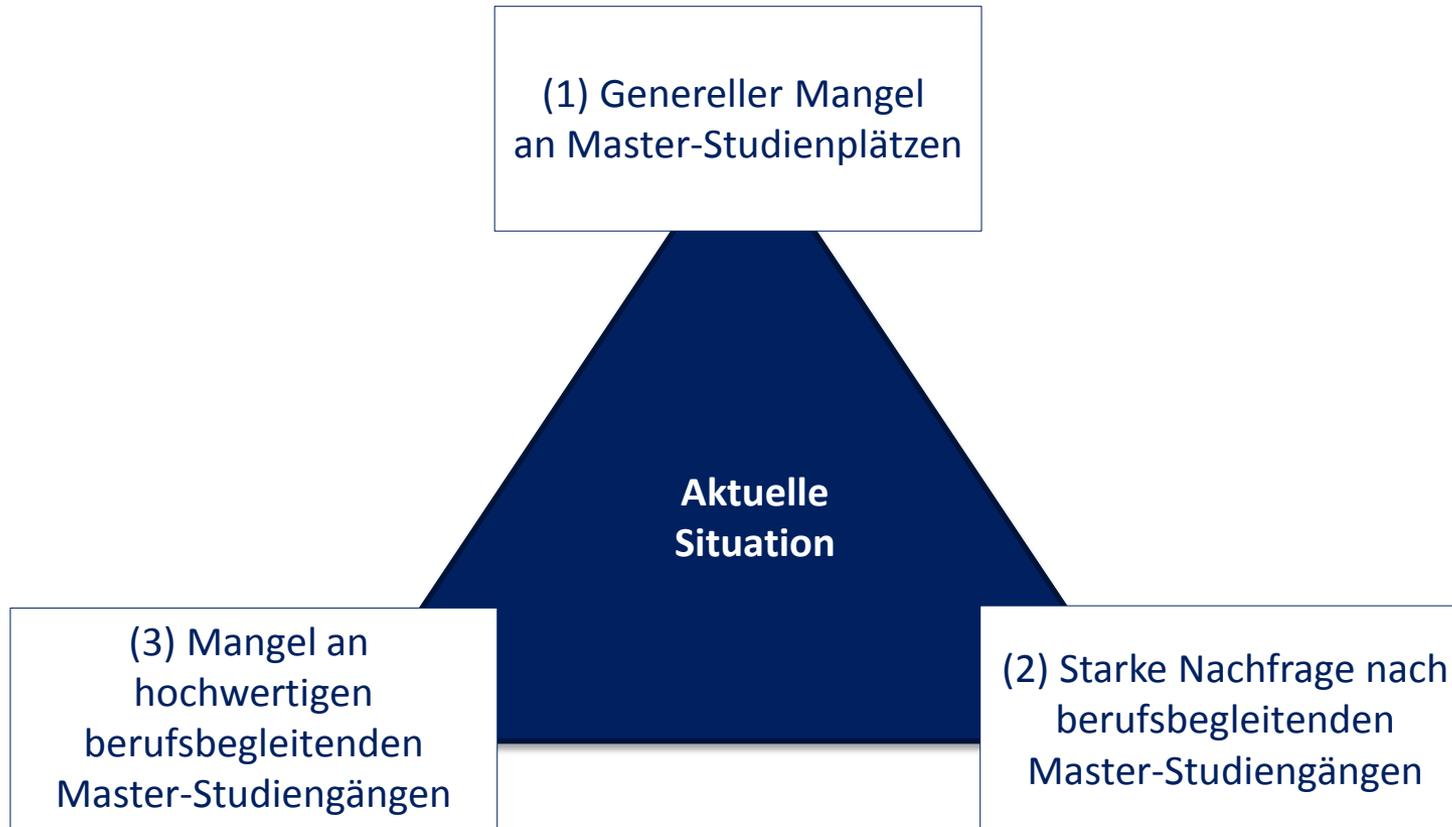 (1) Genereller Mangel
an Master-Studienplätzen
Aktuelle
Situation
(3) Mangel an
hochwertigen
berufsbegleitenden
Master-Studiengängen
(2) Starke Nachfrage nach
berufsbegleitenden
Master-Studiengängen